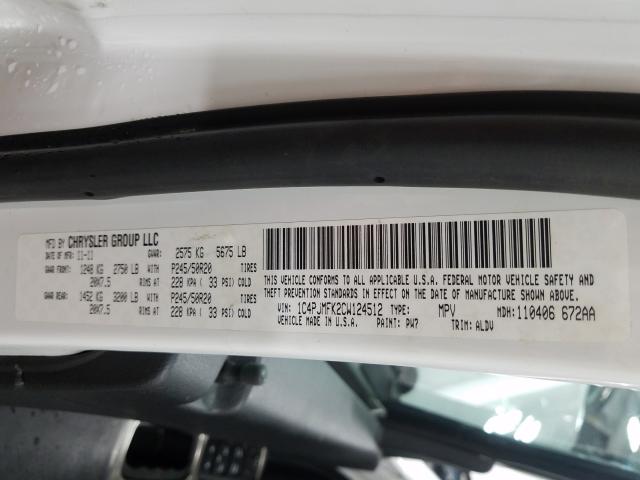 MFD BY CHRYSLER GROUP LLC
DATE OF MFR: 11-11 GVWR: 2575 KG 5675 LB
GAWR FRONT: 1248 KG 2750 LB WITH P245/50R20 TIRES
20X7.5 RIMS AT 228 KPA ( 33 PSI) COLD
GAWR REAR: 1452 KG 3200 LB WITH P245/50R20 TIRES
20X7.5 RIMS AT 228 KPA ( 33 PSI) COLD
THIS VEHICLE CONFORMS TO ALL APPLICABLE U.S.A. FEDERAL MOTOR VEHICLE SAFETY AND
THEFT PREVENTION STANDARDS IN EFFECT ON THE DATE OF MANUFACTURE SHOWN ABOVE.
VIN: 1C4PJMFK2CW124512 TYPE: MPV MDH: 110406 672AA
VEHICLE MADE IN U.S.A. PAINT: PW7 TRIM: ALDV